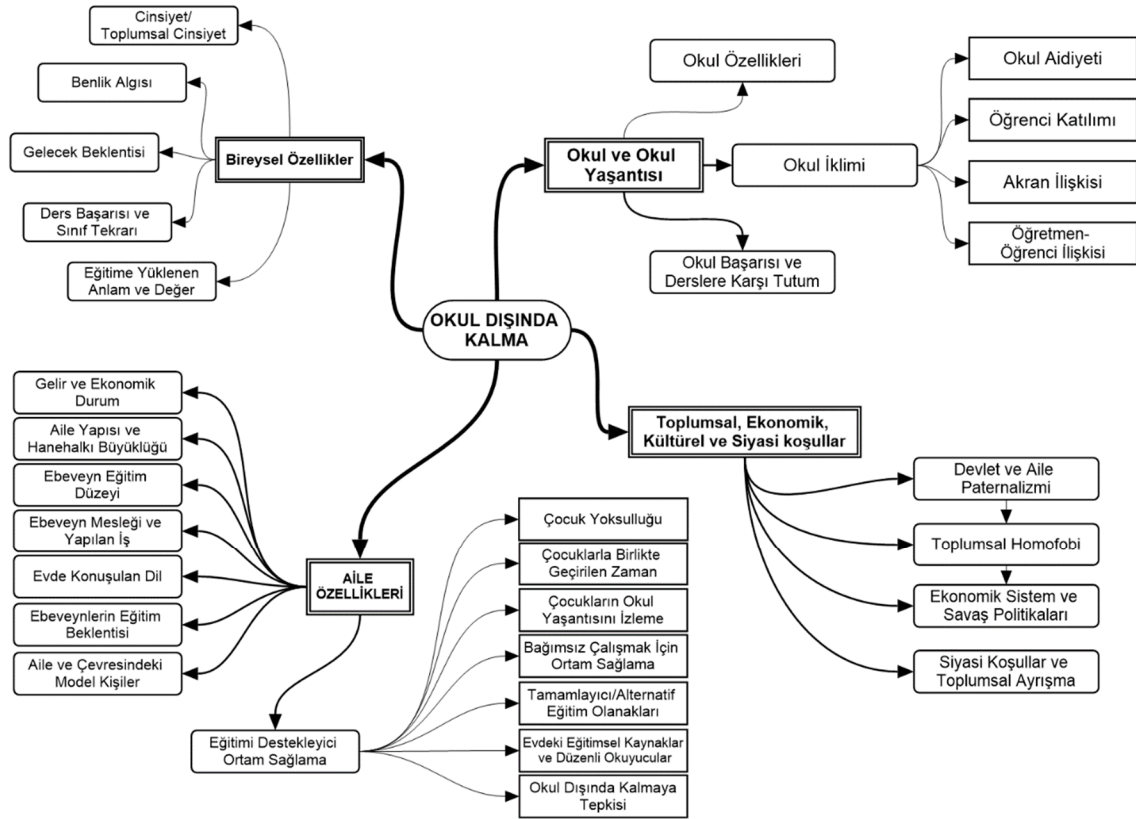 Cinsiyet/
Toplumsal Cinsiyet
Benlik Algısı
Gelecek Beklentisi
Ders Başarısı ve
Sınıf Tekrarı
Eğitime Yüklenen
Anlam ve Değer
Bireysel Özellikler
Okul Özellikleri
Okul ve Okul
Yaşantısı
Okul İklimi
Okul Başarısı ve
Derslere Karşı Tutum
Okul Aidiyeti
Öğrenci Katılımı
Akran İlişkisi
Öğretmen-
Öğrenci İlişkisi
OKUL DIŞINDA
KALMA
Gelir ve Ekonomik
Durum
Aile Yapısı ve
Hanehalkı Büyüklüğü
Ebeveyn Eğitim
Düzeyi
Ebeveyn Mesleği ve
Yapılan İş
Evde Konuşulan Dil
Ebeveynlerin Eğitim
Beklentisi
Aile ve Çevresindeki
Model Kişiler
AİLE
ÖZELLİKLERİ
Eğitimi Destekleyici
Ortam Sağlama
Çocuk Yoksulluğu
Çocuklarla Birlikte
Geçirilen Zaman
Çocukların Okul
Yaşantısını İzleme
Bağımsız Çalışmak İçin
Ortam Sağlama
Tamamlayıcı/Alternatif
Eğitim Olanakları
Evdeki Eğitimsel Kaynaklar
ve Düzenli Okuyucular
Okul Dışında Kalmaya
Tepkisi
Toplumsal, Ekonomik,
Kültürel ve Siyasi koşullar
Devlet ve Aile
Paternalizmi
Toplumsal Homofobi
Ekonomik Sistem ve
Savaş Politikaları
Siyasi Koşullar ve
Toplumsal Ayrışma